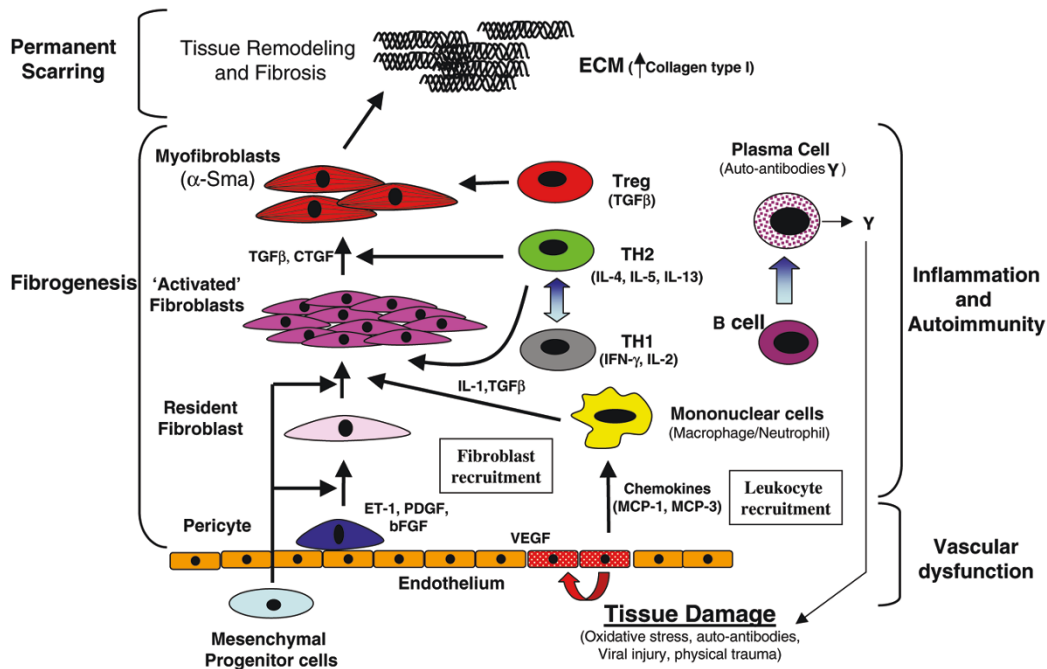 Permanent
Scarring
Tissue Remodeling
and Fibrosis
ECM (↑Collagen type I)
Fibrogenesis
Myofibroblasts
(α-Sma)
TGFβ, CTGF
‘Activated’
Fibroblasts
Resident
Fibroblast
Pericyte
ET-1, PDGF,
bFGF
Treg
(TGFβ)
TH2
(IL-4, IL-5, IL-13)
TH1
(IFN-γ, IL-2)
IL-1,TGFβ
Mononuclear cells
(Macrophage/Neutrophil)
Fibroblast
recruitment
Chemokines
(MCP-1, MCP-3)
Leukocyte
recruitment
VEGF
Endothelium
Mesenchymal
Progenitor cells
Tissue Damage
(Oxidative stress, auto-antibodies,
Viral injury, physical trauma)
Plasma Cell
(Auto-antibodies Y)
Y
B cell
Inflammation
and
Autoimmunity
Vascular
dysfunction